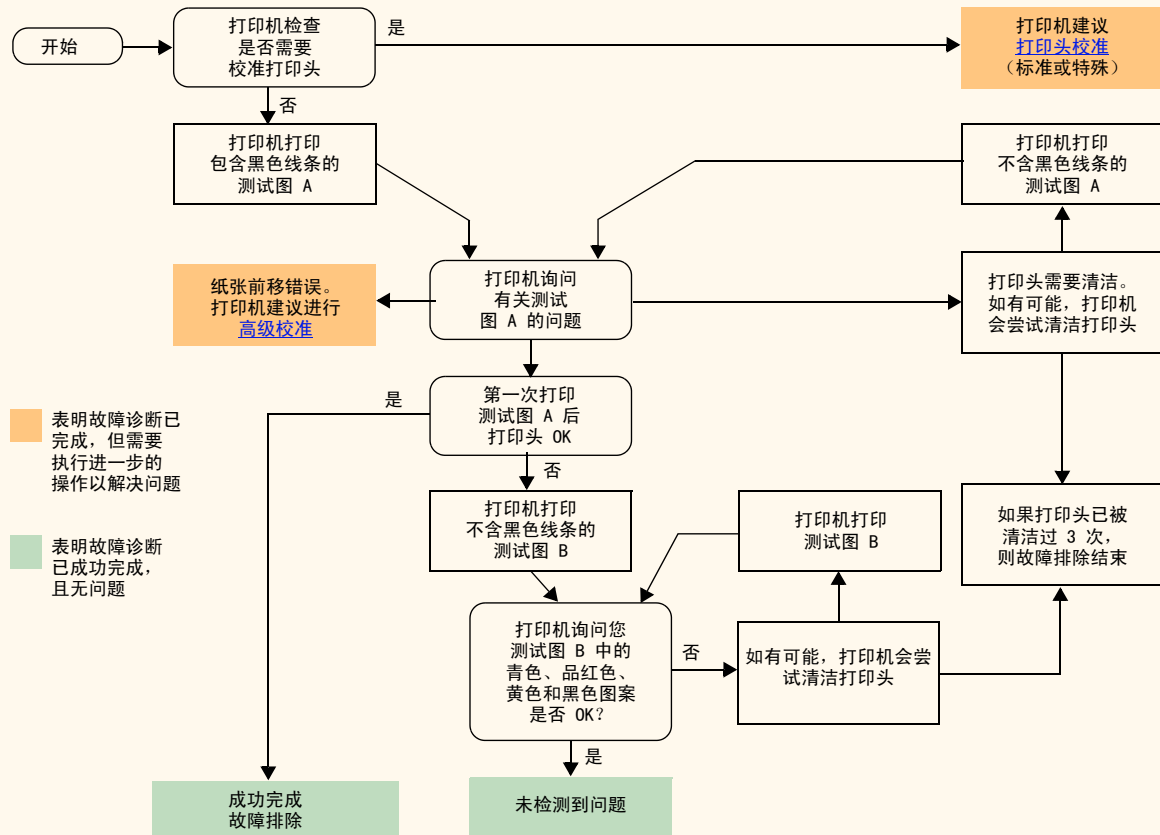 开始
打印机检查
是否需要
校准打印头
是
打印机建议
打印头校准
（标准或特殊）
否
打印机打印
包含黑色线条的
测试图 A
打印机打印
不含黑色线条的
测试图 A
纸张前移错误。
打印机建议进行
高级校准
打印机询问
有关测试
图 A 的问题
打印头需要清洁。
如有可能，打印机
会尝试清洁打印头
是
第一次打印
测试图 A 后
打印头 OK
表明故障诊断已
完成，但需要
执行进一步的
操作以解决问题
否
打印机打印
不含黑色线条的
测试图 B
打印机打印
测试图 B
如果打印头已被
清洁过 3 次，
则故障排除结束
表明故障诊断
已成功完成，
且无问题
打印机询问您
测试图 B 中的
青色、品红色、
黄色和黑色图案
是否 OK？
否
如有可能，打印机会尝
试清洁打印头
是
成功完成
故障排除
未检测到问题